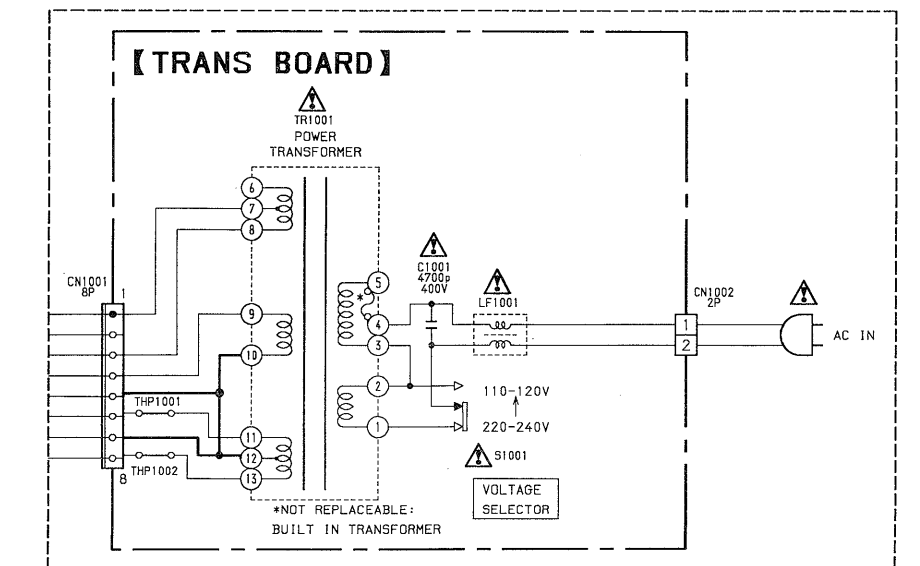 【TRANS BOARD】
TR1001
POWER
TRANSFORMER
6
7
8
C1001
4700p
400V
5
*
LF1001
CN1001
8P
1
CN1002
2P
9
4
1
AC IN
10
3
2
2
110-120V
THP1001
1
220-240V
11
12
S1001
THP1002
13
8
VOLTAGE
SELECTOR
*NOT REPLACEABLE:
BUILT IN TRANSFORMER